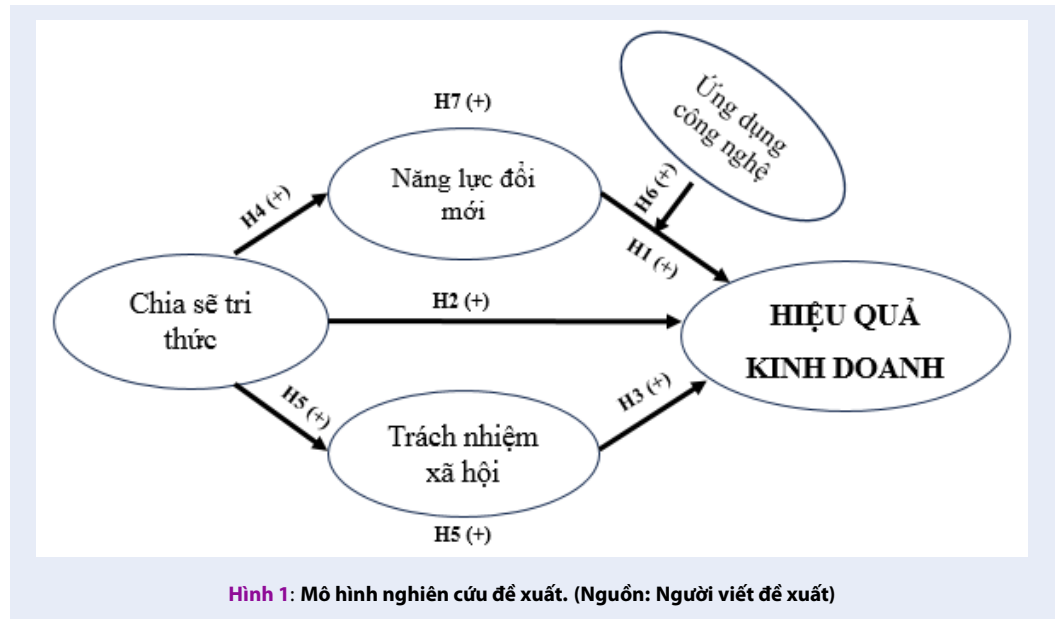 H7 (+)
Ứng dụng
công nghệ
Năng lực đổi
mới
H6 (+)
H4 (+)
H1 (+)
Chia sẽ tri
thức
H2 (+)
HIỆU QUẢ
KINH DOANH
H5 (+)
H3 (+)
Trách nhiệm
xã hội
H5 (+)
Hình 1: Mô hình nghiên cứu đề xuất. (Nguồn: Người viết đề xuất)